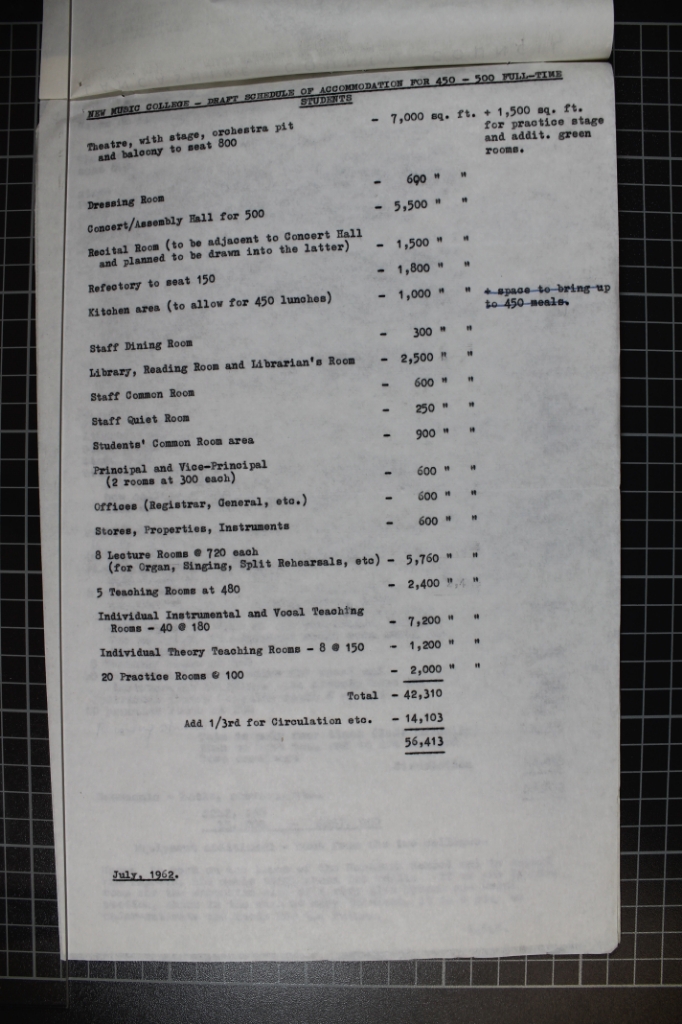 NEW MUSIC COLLEGE - DRAFT SCHEDULE OF ACCOMMODATION FOR 450 - 500 FULL-TIME
STUDENTS
Theatre, with stage, orchestra pit - 7,000 sq. ft. + 1,500 sq. ft.
and balcony to seat 800 for practice stage
and addit. green
rooms.
Dressing Room - 600 " "
Concert/Assembly Hall for 500 - 5,500 " "
Recital Room (to be adjacent to Concert Hall
and planned to be drawn into the latter) - 1,500 " "
Refectory to seat 150 - 1,800 " "
Kitchen area (to allow for 450 lunches) - 1,000 " " + space to bring up
to 450 meals.
Staff Dining Room - 300 " "
Library, Reading Room and Librarian's Room - 2,500 " "
Staff Common Room - 600 " "
Staff Quiet Room - 250 " "
Students' Common Room area - 900 " "
Principal and Vice-Principal
(2 rooms at 300 each) - 600 " "
Offices (Registrar, General, etc.) - 600 " "
Stores, Properties, Instruments - 600 " "
8 Lecture Rooms @ 720 each
(for Organ, Singing, Split Rehearsals, etc) - 5,760 " "
5 Teaching Rooms at 480 - 2,400 " "
Individual Instrumental and Vocal Teaching
Rooms - 40 @ 180 - 7,200 " "
Individual Theory Teaching Rooms - 8 @ 150 - 1,200 " "
20 Practice Rooms @ 100 - 2,000 " "
Total - 42,310
Add 1/3rd for Circulation etc. - 14,103
56,413
July, 1962.